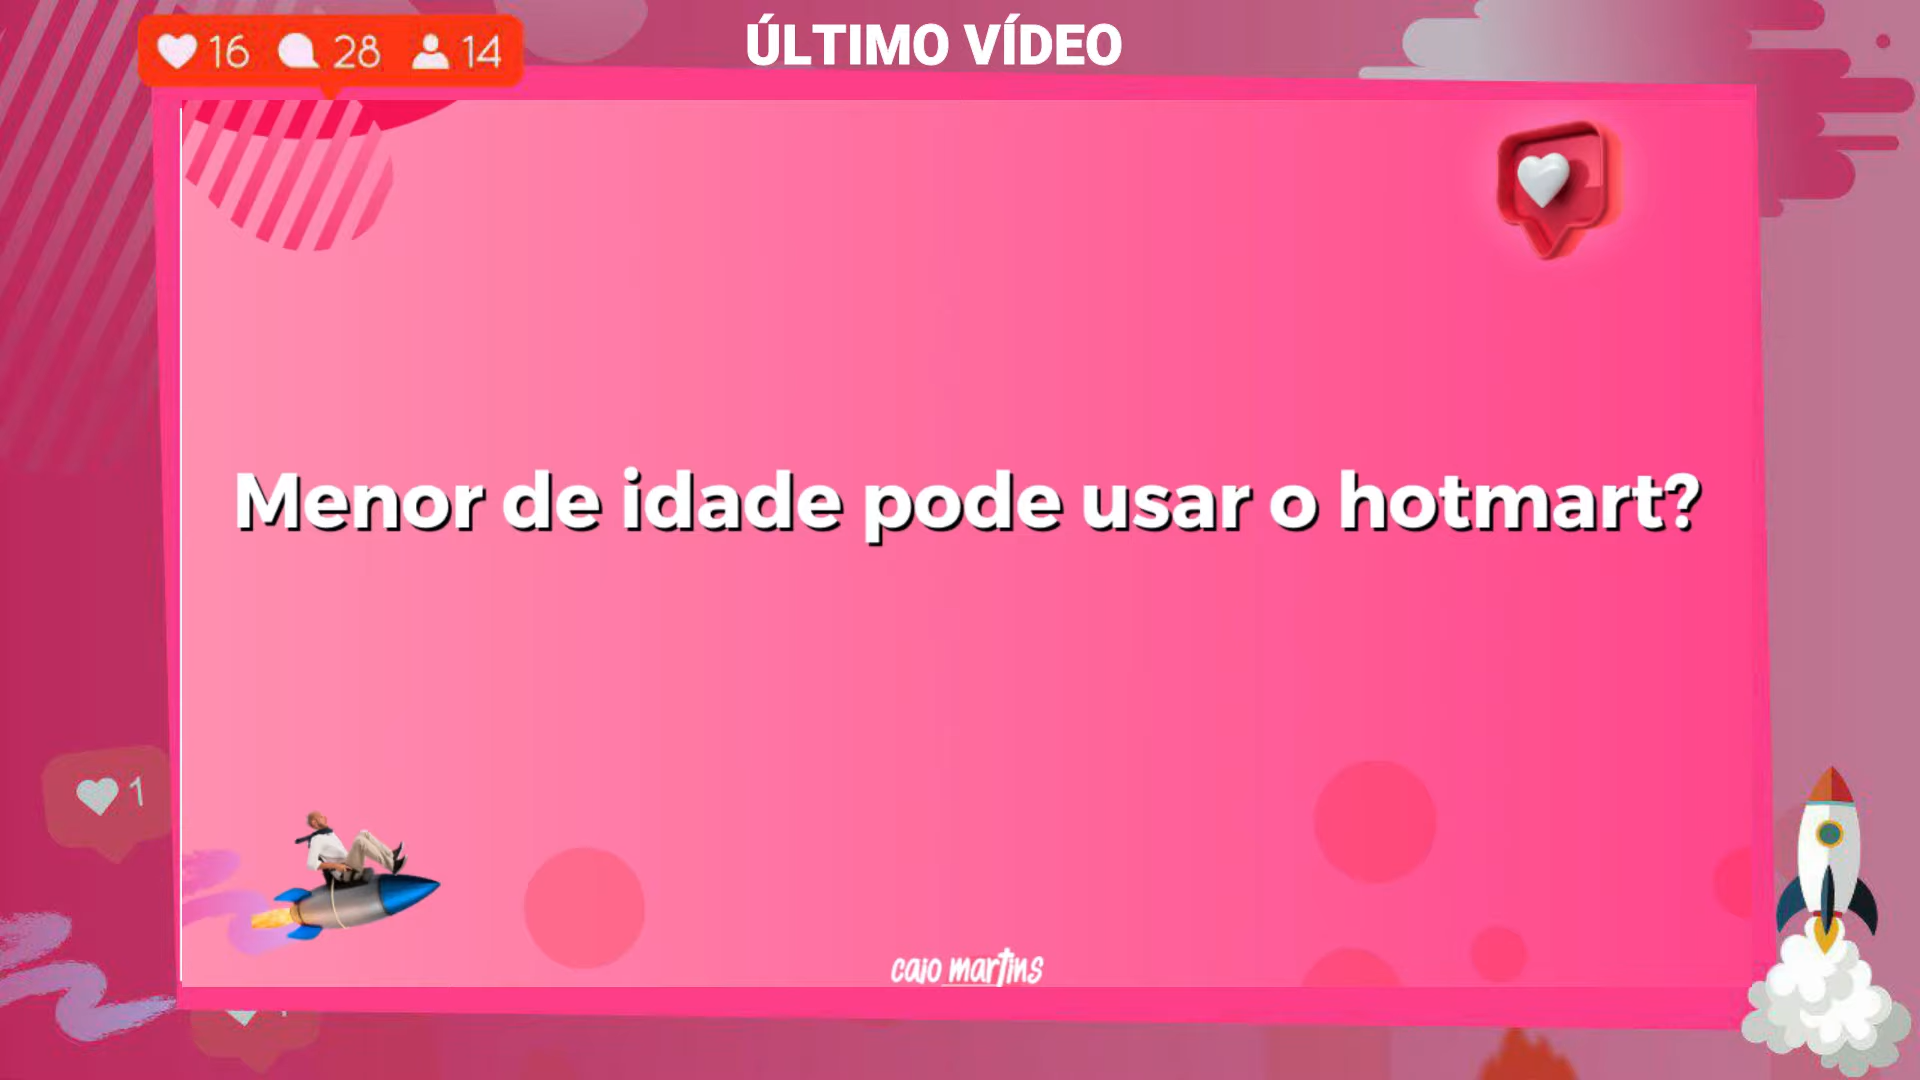 16 28 14
ÚLTIMO VÍDEO
Menor de idade pode usar o hotmart?
1
caio martins